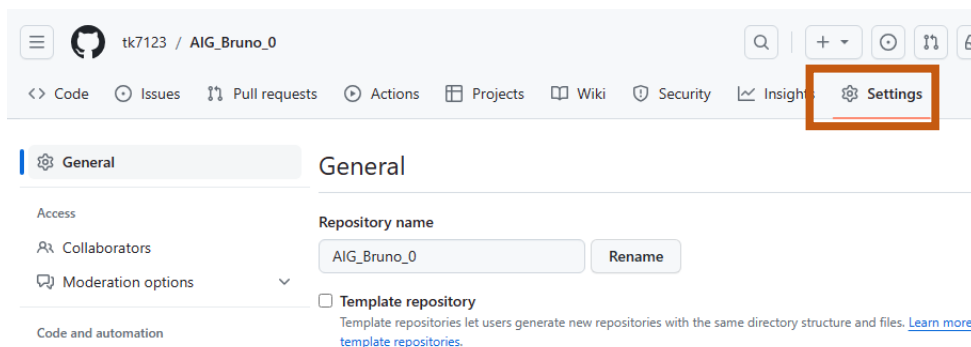 tk7123 / AIG_Bruno_0
<> Code Issues Pull requests Actions Projects Wiki Security Insights Settings
General
General
Access
Repository name
Collaborators
AIG_Bruno_0 Rename
Moderation options
Template repository
Template repositories let users generate new repositories with the same directory structure and files. Learn more
Code and automation
template repositories.